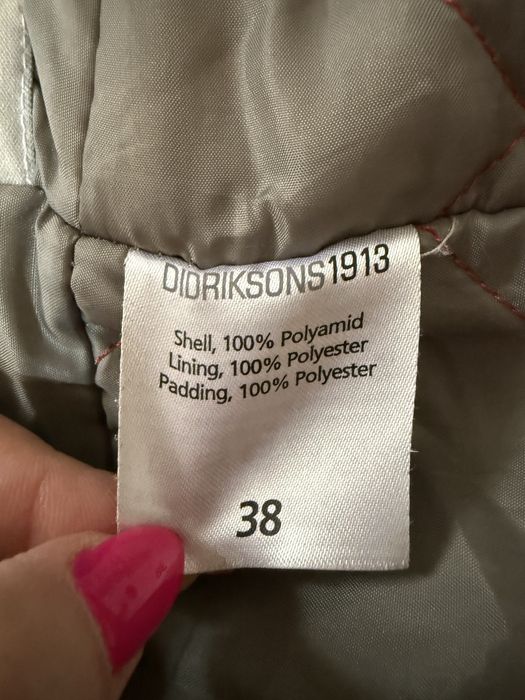 DIDRIKSONS1913
Shell, 100% Polyamid
Lining, 100% Polyester
Padding, 100% Polyester
38